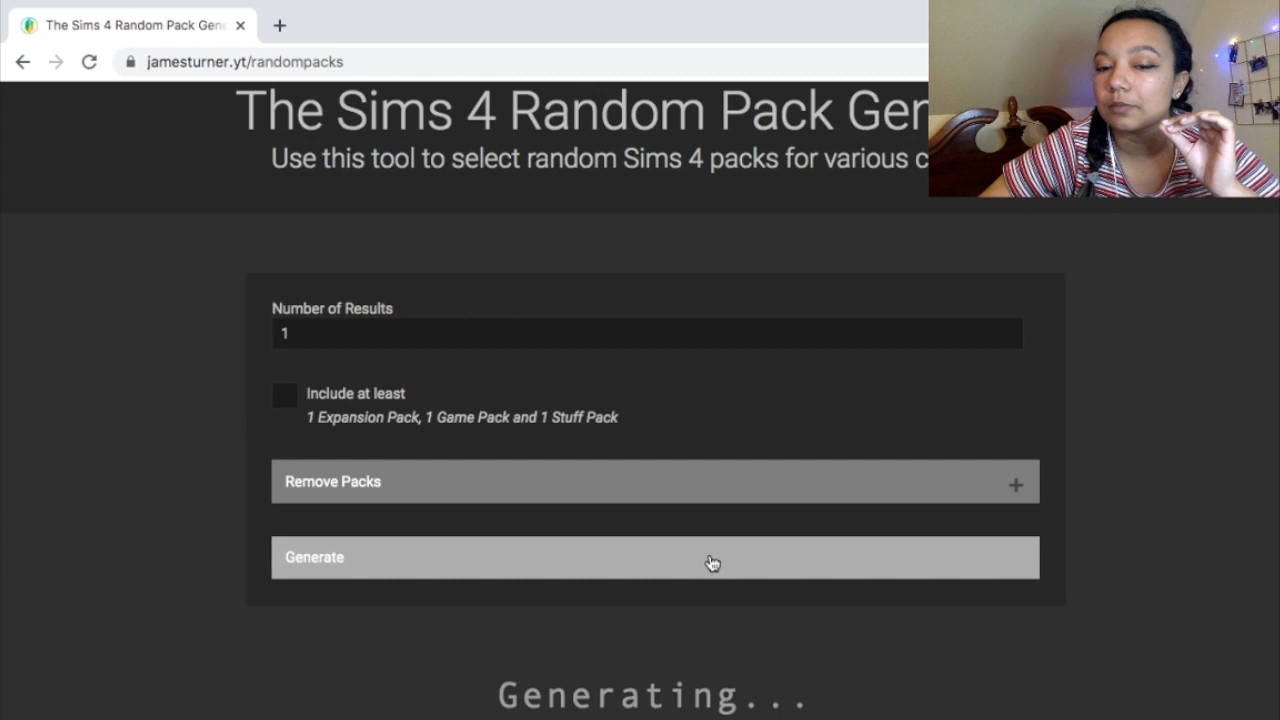 The Sims 4 Random Pack Gen
jamesturner.yt/randompacks
The Sims 4 Random Pack Gen
Use this tool to select random Sims 4 packs for various c
Number of Results
1
Include at least
1 Expansion Pack, 1 Game Pack and 1 Stuff Pack
Remove Packs
+
Generate
Generating...